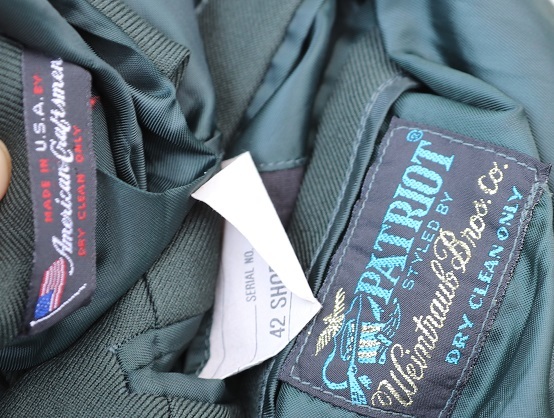 MADE IN U.S.A. BY
American Craftsmen
DRY CLEAN ONLY
SERIAL NO.
42 SHO
PATRIOT®
STYLED BY
Weintraub Bros. Co.
DRY CLEAN ONLY